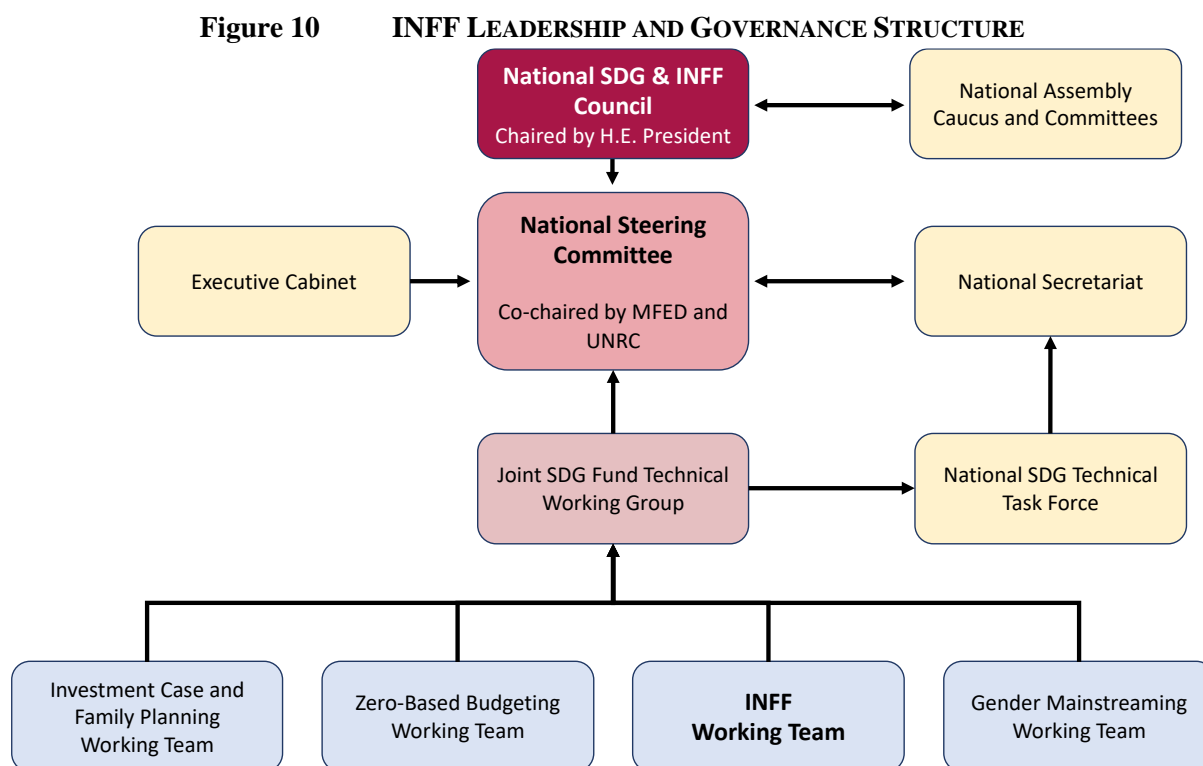 Figure 10 INFF LEADERSHIP AND GOVERNANCE STRUCTURE
National SDG & INFF
Council
Chaired by H.E. President
National Assembly
Caucus and Committees
National Steering
Committee
Co-chaired by MFED and
UNRC
Executive Cabinet
National Secretariat
Joint SDG Fund Technical
Working Group
National SDG Technical
Task Force
Investment Case and
Family Planning
Working Team
Zero-Based Budgeting
Working Team
INFF
Working Team
Gender Mainstreaming
Working Team